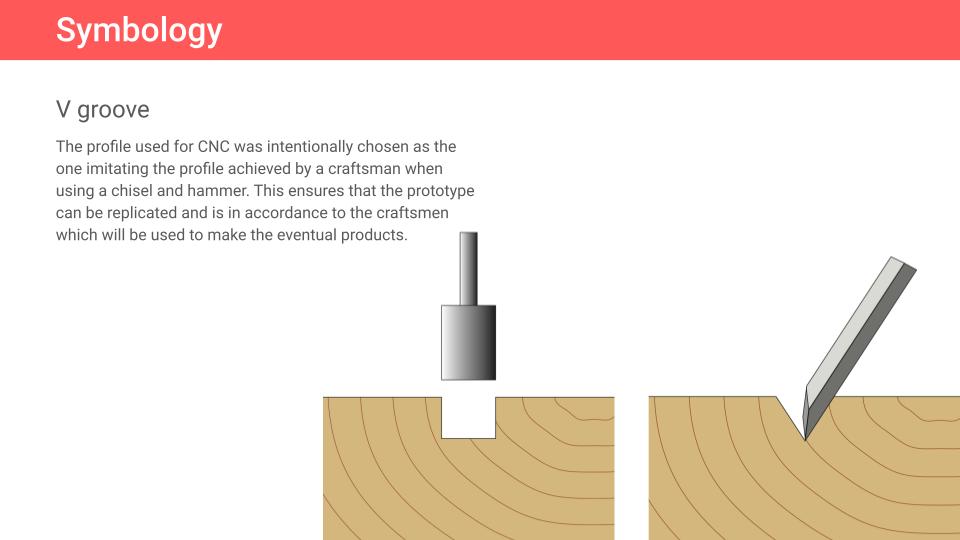 Symbology
V groove
The profile used for CNC was intentionally chosen as the
one imitating the profile achieved by a craftsman when
using a chisel and hammer. This ensures that the prototype
can be replicated and is in accordance to the craftsmen
which will be used to make the eventual products.